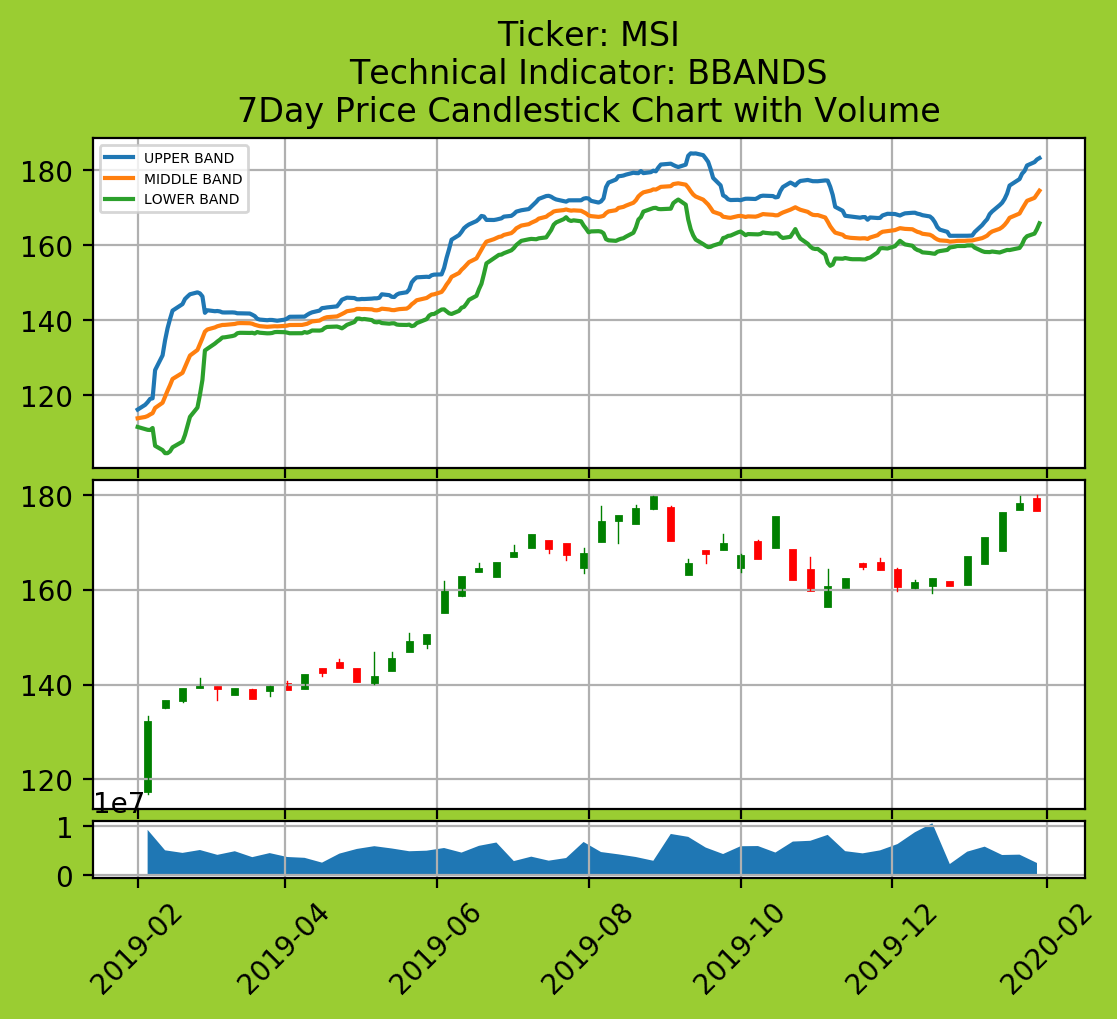 Ticker: MSI
Technical Indicator: BBANDS
7Day Price Candlestick Chart with Volume
UPPER BAND
MIDDLE BAND
LOWER BAND
180
160
140
120
180
160
140
120
1e7
1
0
2019-02
2019-04
2019-06
2019-08
2019-10
2019-12
2020-02